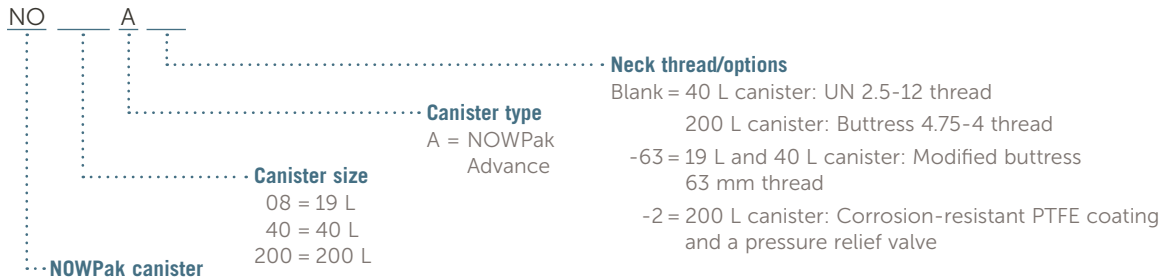 NO A
Neck thread/options
Blank = 40 L canister: UN 2.5-12 thread
200 L canister: Buttress 4.75-4 thread
-63 = 19 L and 40 L canister: Modified buttress
63 mm thread
-2 = 200 L canister: Corrosion-resistant PTFE coating
and a pressure relief valve
Canister type
A = NOWPak
Advance
Canister size
08 = 19 L
40 = 40 L
200 = 200 L
NOWPak canister